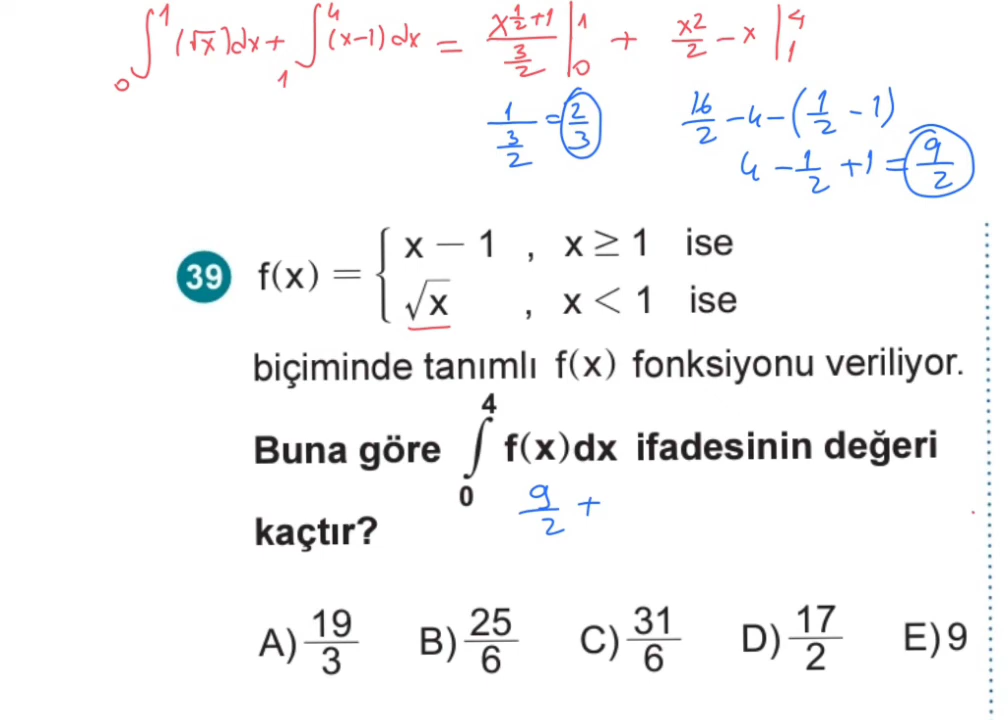 ∫₀¹ (√x)dx + ∫₁⁴ (x-1) dx = x^(1/2+1)/(3/2) |₀¹ + x²/2 - x |₁⁴
1/(3/2) = 2/3
16/2 - 4 - (1/2 - 1)
4 - 1/2 + 1 = 9/2
39 f(x) = { x − 1 , x ≥ 1 ise
√x , x < 1 ise
biçiminde tanımlı f(x) fonksiyonu veriliyor.
Buna göre ∫₀⁴ f(x)dx ifadesinin değeri
kaçtır?
9/2 +
A) 19/3 B) 25/6 C) 31/6 D) 17/2 E) 9